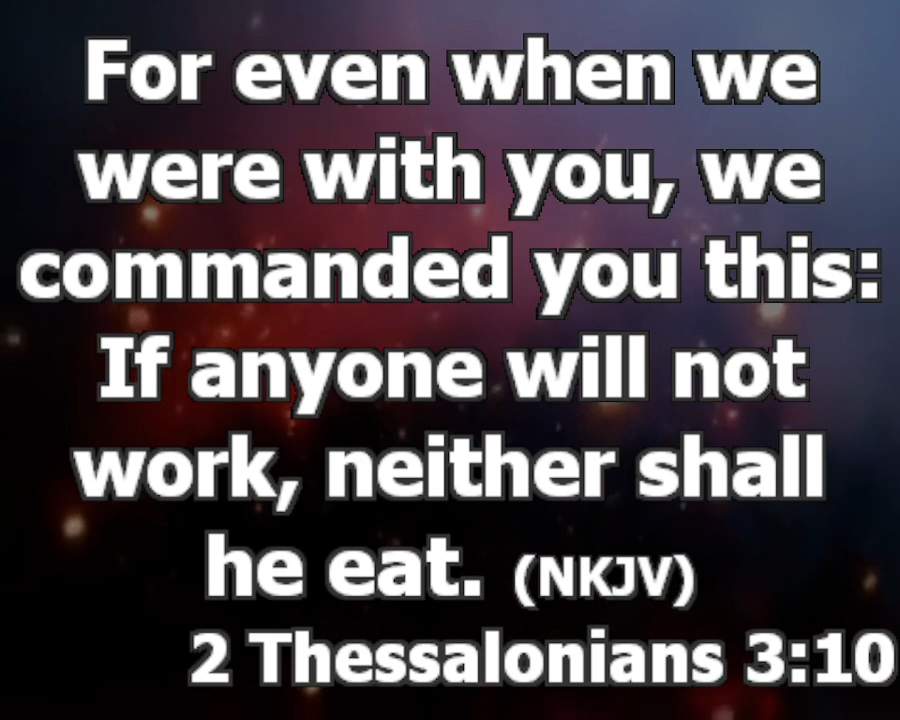 For even when we
were with you, we
commanded you this:
If anyone will not
work, neither shall
he eat. (NKJV)
2 Thessalonians 3:10